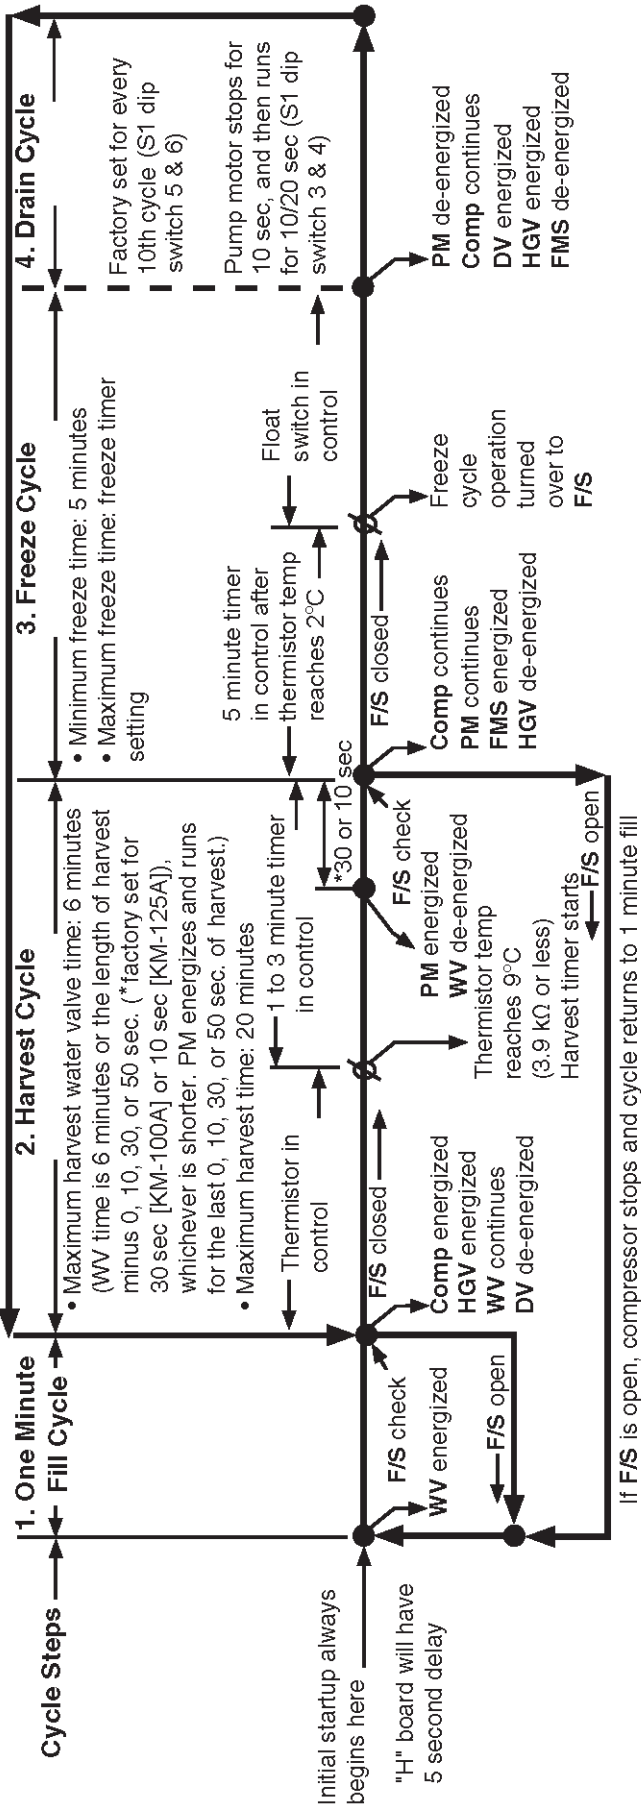 Cycle Steps
1. One Minute
Fill Cycle
2. Harvest Cycle
3. Freeze Cycle
4. Drain Cycle
• Maximum harvest water valve time: 6 minutes
(WV time is 6 minutes or the length of harvest
minus 0, 10, 30, or 50 sec. (*factory set for
30 sec [KM-100A] or 10 sec [KM-125A]),
whichever is shorter. PM energizes and runs
for the last 0, 10, 30, or 50 sec. of harvest.)
• Maximum harvest time: 20 minutes
• Minimum freeze time: 5 minutes
• Maximum freeze time: freeze timer
setting
Factory set for every
10th cycle (S1 dip
switch 5 & 6)
Pump motor stops for
10 sec, and then runs
for 10/20 sec (S1 dip
switch 3 & 4)
Thermistor in
control
1 to 3 minute timer
in control
5 minute timer
in control after
thermistor temp
reaches 2°C
Float
switch in
control
*30 or 10 sec
Initial startup always
begins here
"H" board will have
5 second delay
F/S check
WV energized
F/S open
F/S closed
Comp energized
HGV energized
WV continues
DV de-energized
F/S check
PM energized
WV de-energized
Thermistor temp
reaches 9°C
(3.9 kΩ or less)
Harvest timer starts
F/S open
F/S closed
Comp continues
PM continues
FMS energized
HGV de-energized
Freeze
cycle
operation
turned
over to
F/S
PM de-energized
Comp continues
DV energized
HGV energized
FMS de-energized
If F/S is open, compressor stops and cycle returns to 1 minute fill